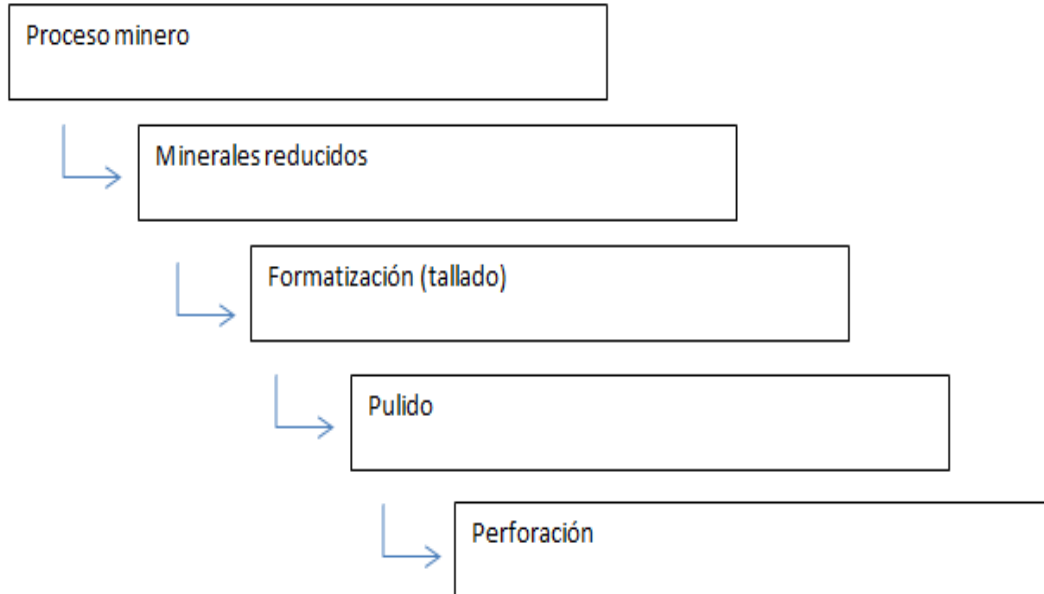 Proceso minero
Minerales reducidos
Formatización (tallado)
Pulido
Perforación